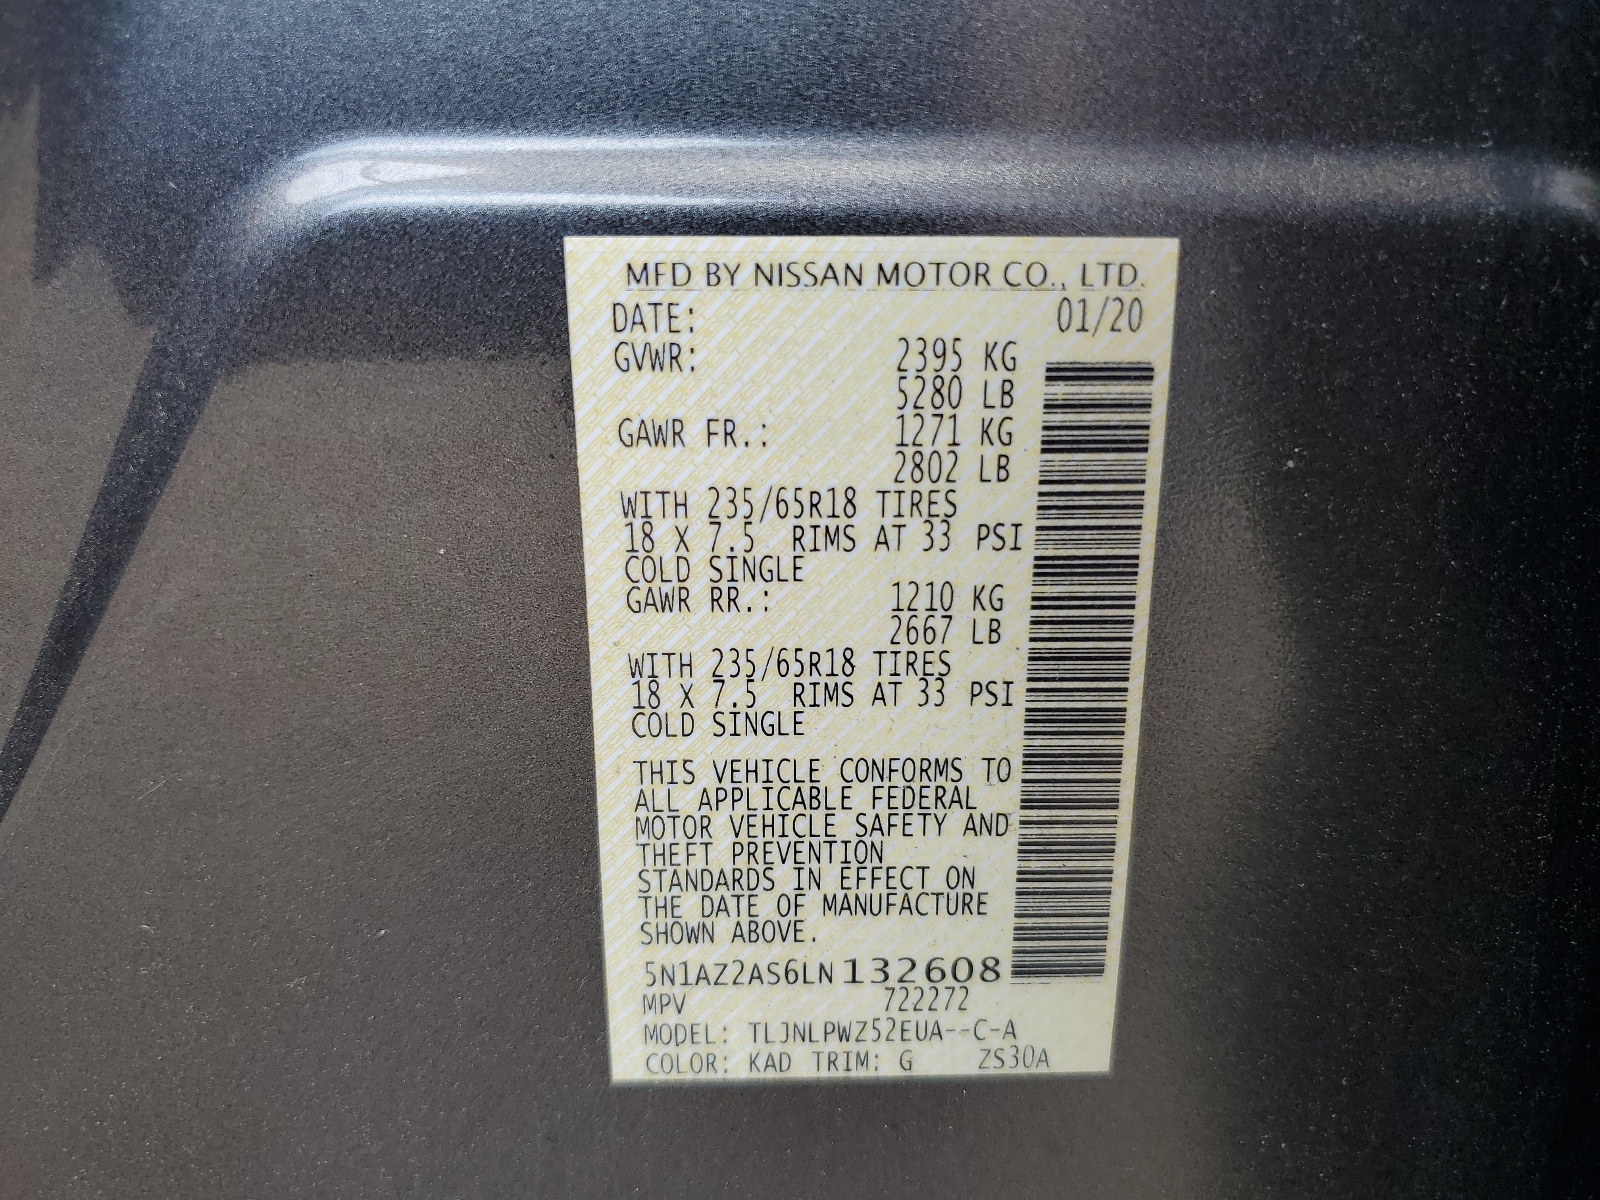 MFD BY NISSAN MOTOR CO., LTD.
DATE: 01/20
GVWR: 2395 KG
5280 LB
GAWR FR.: 1271 KG
2802 LB
WITH 235/65R18 TIRES
18 X 7.5 RIMS AT 33 PSI
COLD SINGLE
GAWR RR.: 1210 KG
2667 LB
WITH 235/65R18 TIRES
18 X 7.5 RIMS AT 33 PSI
COLD SINGLE
THIS VEHICLE CONFORMS TO
ALL APPLICABLE FEDERAL
MOTOR VEHICLE SAFETY AND
THEFT PREVENTION
STANDARDS IN EFFECT ON
THE DATE OF MANUFACTURE
SHOWN ABOVE.
5N1AZ2AS6LN132608
MPV 722272
MODEL: TLJNLPWZ52EUA--C-A
COLOR: KAD TRIM: G ZS30A